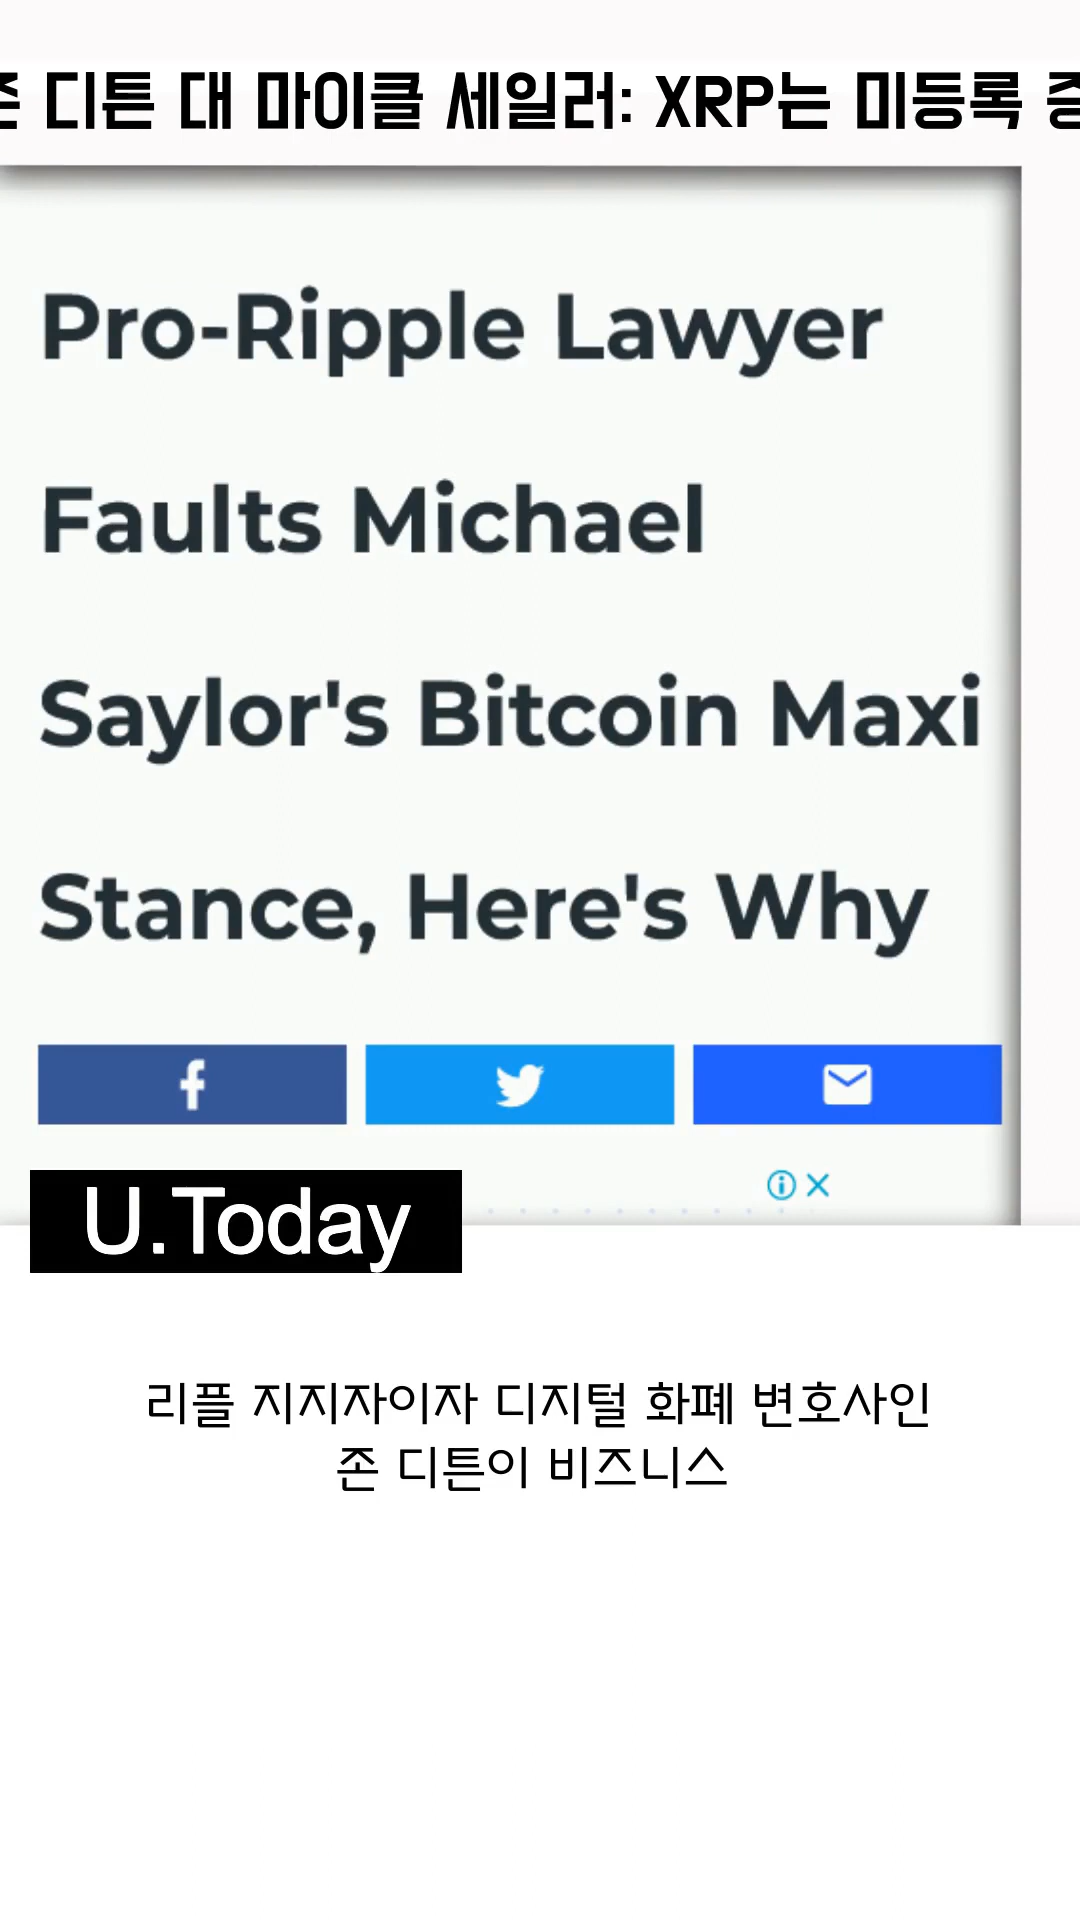 디튼 대 마이클 세일러: XRP는 미등록
Pro-Ripple Lawyer
Faults Michael
Saylor's Bitcoin Maxi
Stance, Here's Why
U.Today
리플 지지자이자 디지털 화폐 변호사인
존 디튼이 비즈니스